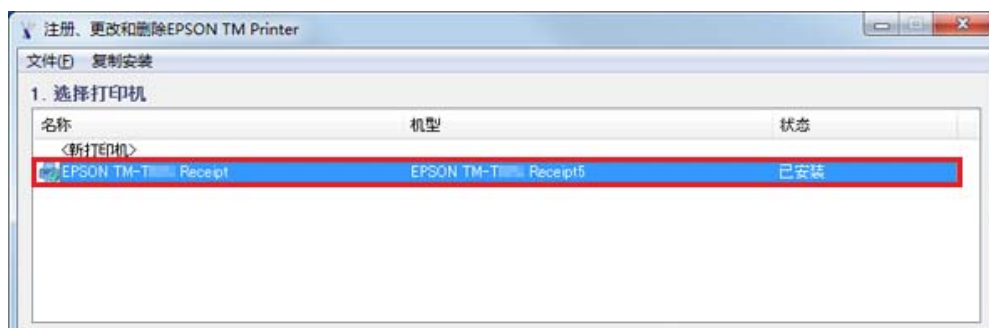 注册、更改和删除EPSON TM Printer
文件(F) 复制安装
1. 选择打印机
名称 机型 状态
<新打印机>
EPSON TM-T Receipt EPSON TM-T Receipt5 已安装